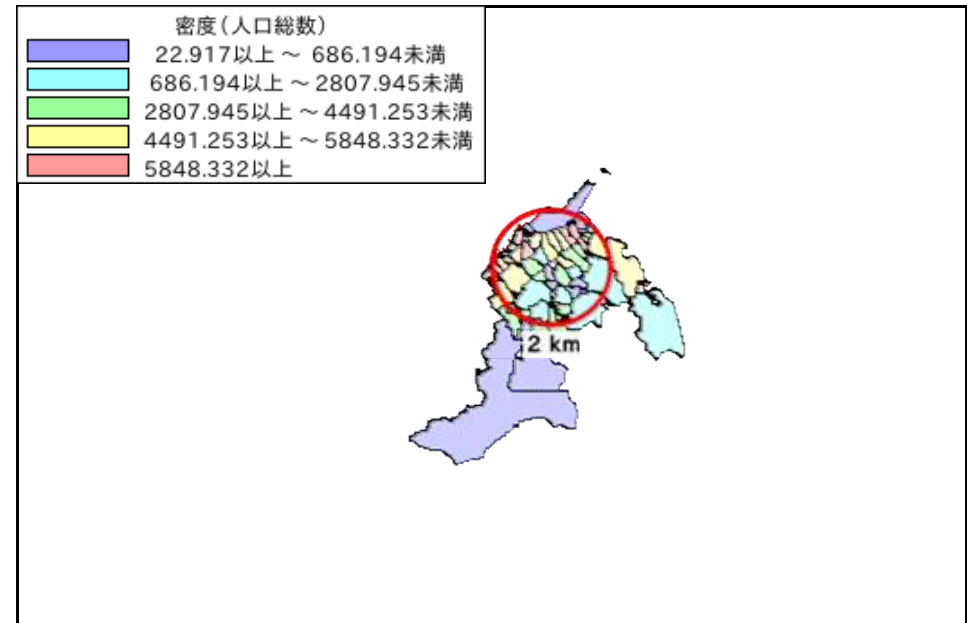 密度(人口総数)
22.917以上 ～ 686.194未満
686.194以上 ～ 2807.945未満
2807.945以上 ～ 4491.253未満
4491.253以上 ～ 5848.332未満
5848.332以上
2 km